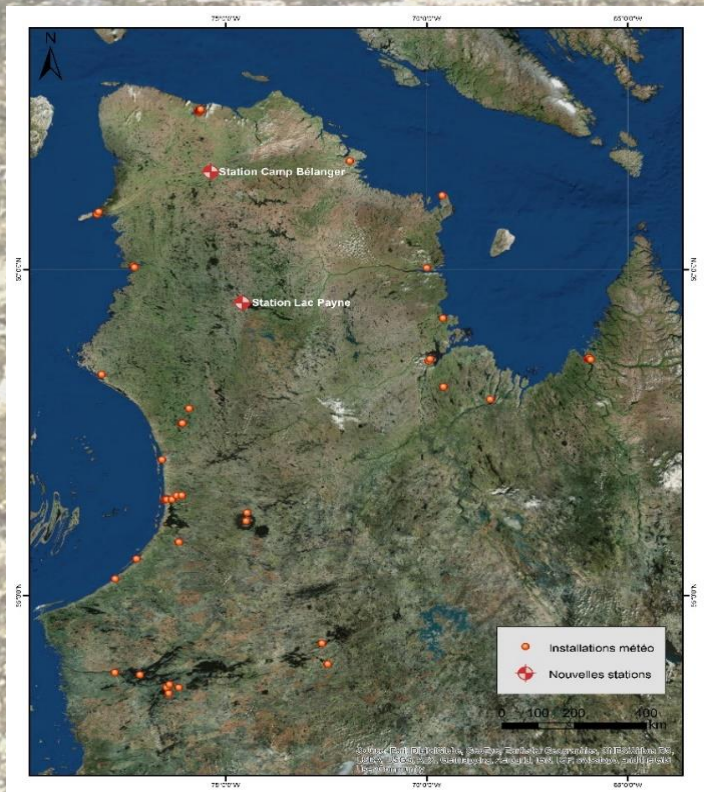 75°0'0"W 70°0'0"W 65°0'0"W
N
Station Camp Bélanger
60°0'0"N 60°0'0"N
Station Lac Payne
55°0'0"N 55°0'0"N
Installations météo
Nouvelles stations
0 100 200 400
km
75°0'0"W 70°0'0"W 65°0'0"W